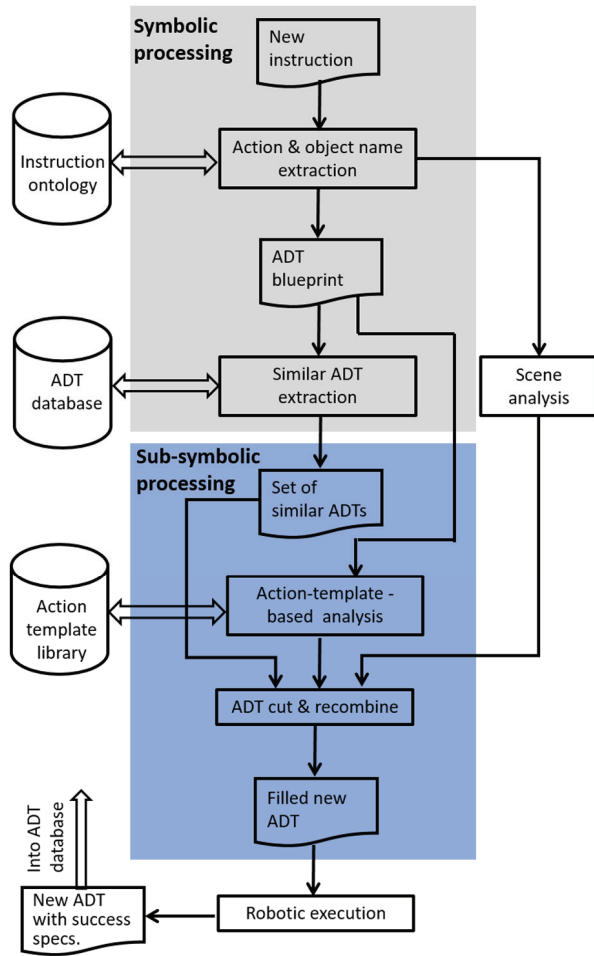 Symbolic
processing
New
instruction
Instruction
ontology
Action & object name
extraction
ADT
blueprint
ADT
database
Similar ADT
extraction
Scene
analysis
Sub-symbolic
processing
Set of
similar ADTs
Action
template
library
Action-template -
based analysis
ADT cut & recombine
Filled new
ADT
Into ADT
database
New ADT
with success
specs.
Robotic execution